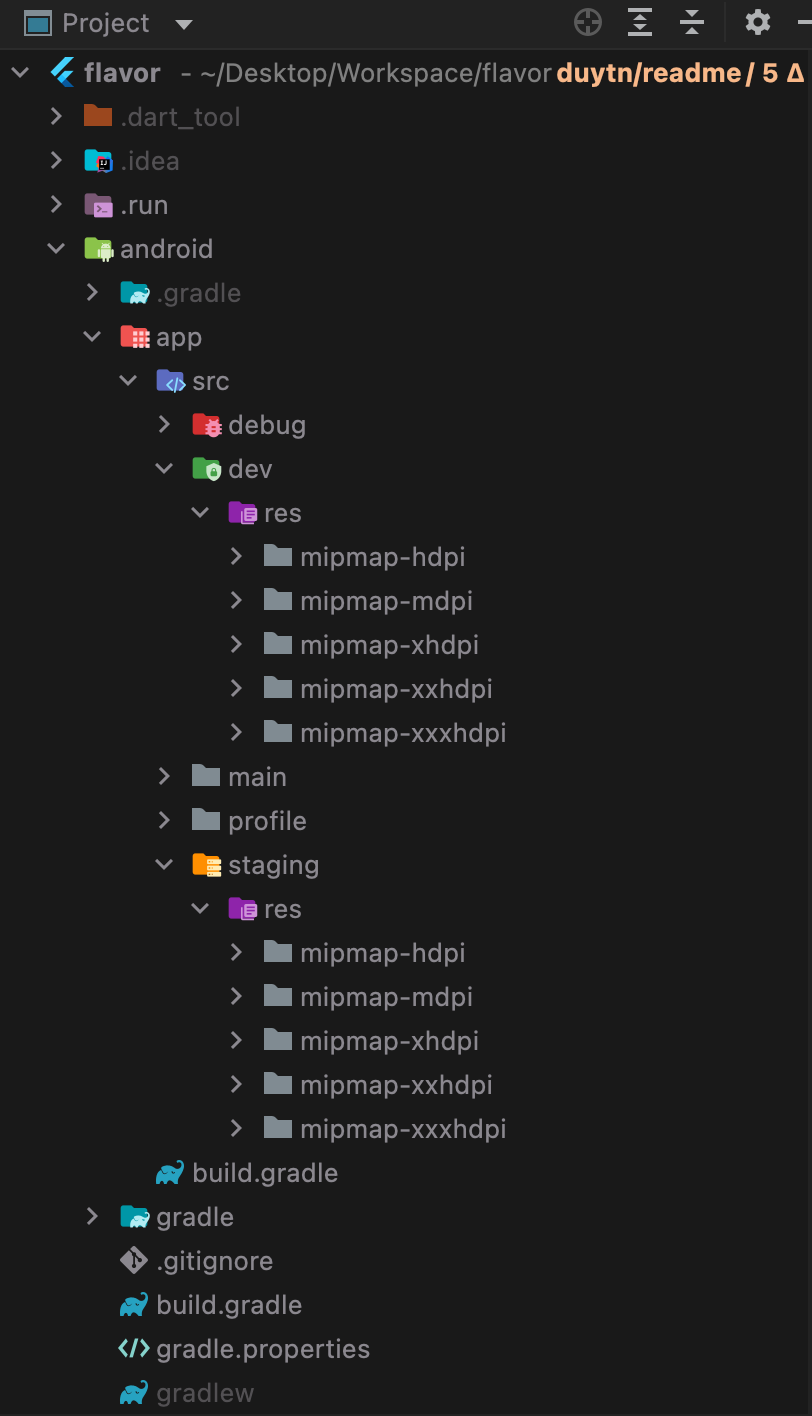 Project
flavor - ~/Desktop/Workspace/flavor duytn/readme / 5 Δ
.dart_tool
.idea
.run
android
.gradle
app
src
debug
dev
res
mipmap-hdpi
mipmap-mdpi
mipmap-xhdpi
mipmap-xxhdpi
mipmap-xxxhdpi
main
profile
staging
res
mipmap-hdpi
mipmap-mdpi
mipmap-xhdpi
mipmap-xxhdpi
mipmap-xxxhdpi
build.gradle
gradle
.gitignore
build.gradle
gradle.properties
gradlew